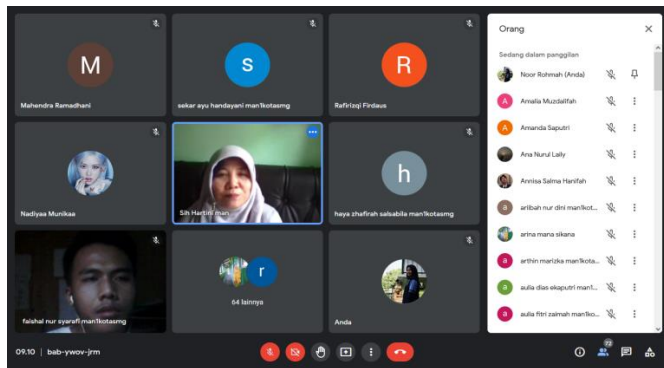 M
Mahendra Ramadhani
s
sekar ayu handayani man1kotasmg
R
Rafirizqi Firdaus
Nadiyaa Munikaa
Sih Hartini man
h
haya zhafirah salsabila man1kotasmg
faishal nur syarafi man1kotasmg
r
64 lainnya
Anda
Orang
Sedang dalam panggilan
Noor Rohmah (Anda)
A
Amalia Muzdalifah
A
Amanda Saputri
Ana Nurul Laily
Annisa Salma Hanifah
a
ariibah nur dini man1kot...
arina mana sikana
a
arthin marizka man1kota...
a
aulia dias ekaputri man1...
a
aulia fitri zaimah man1ko...
09.10 | bab-ywov-jrm
72